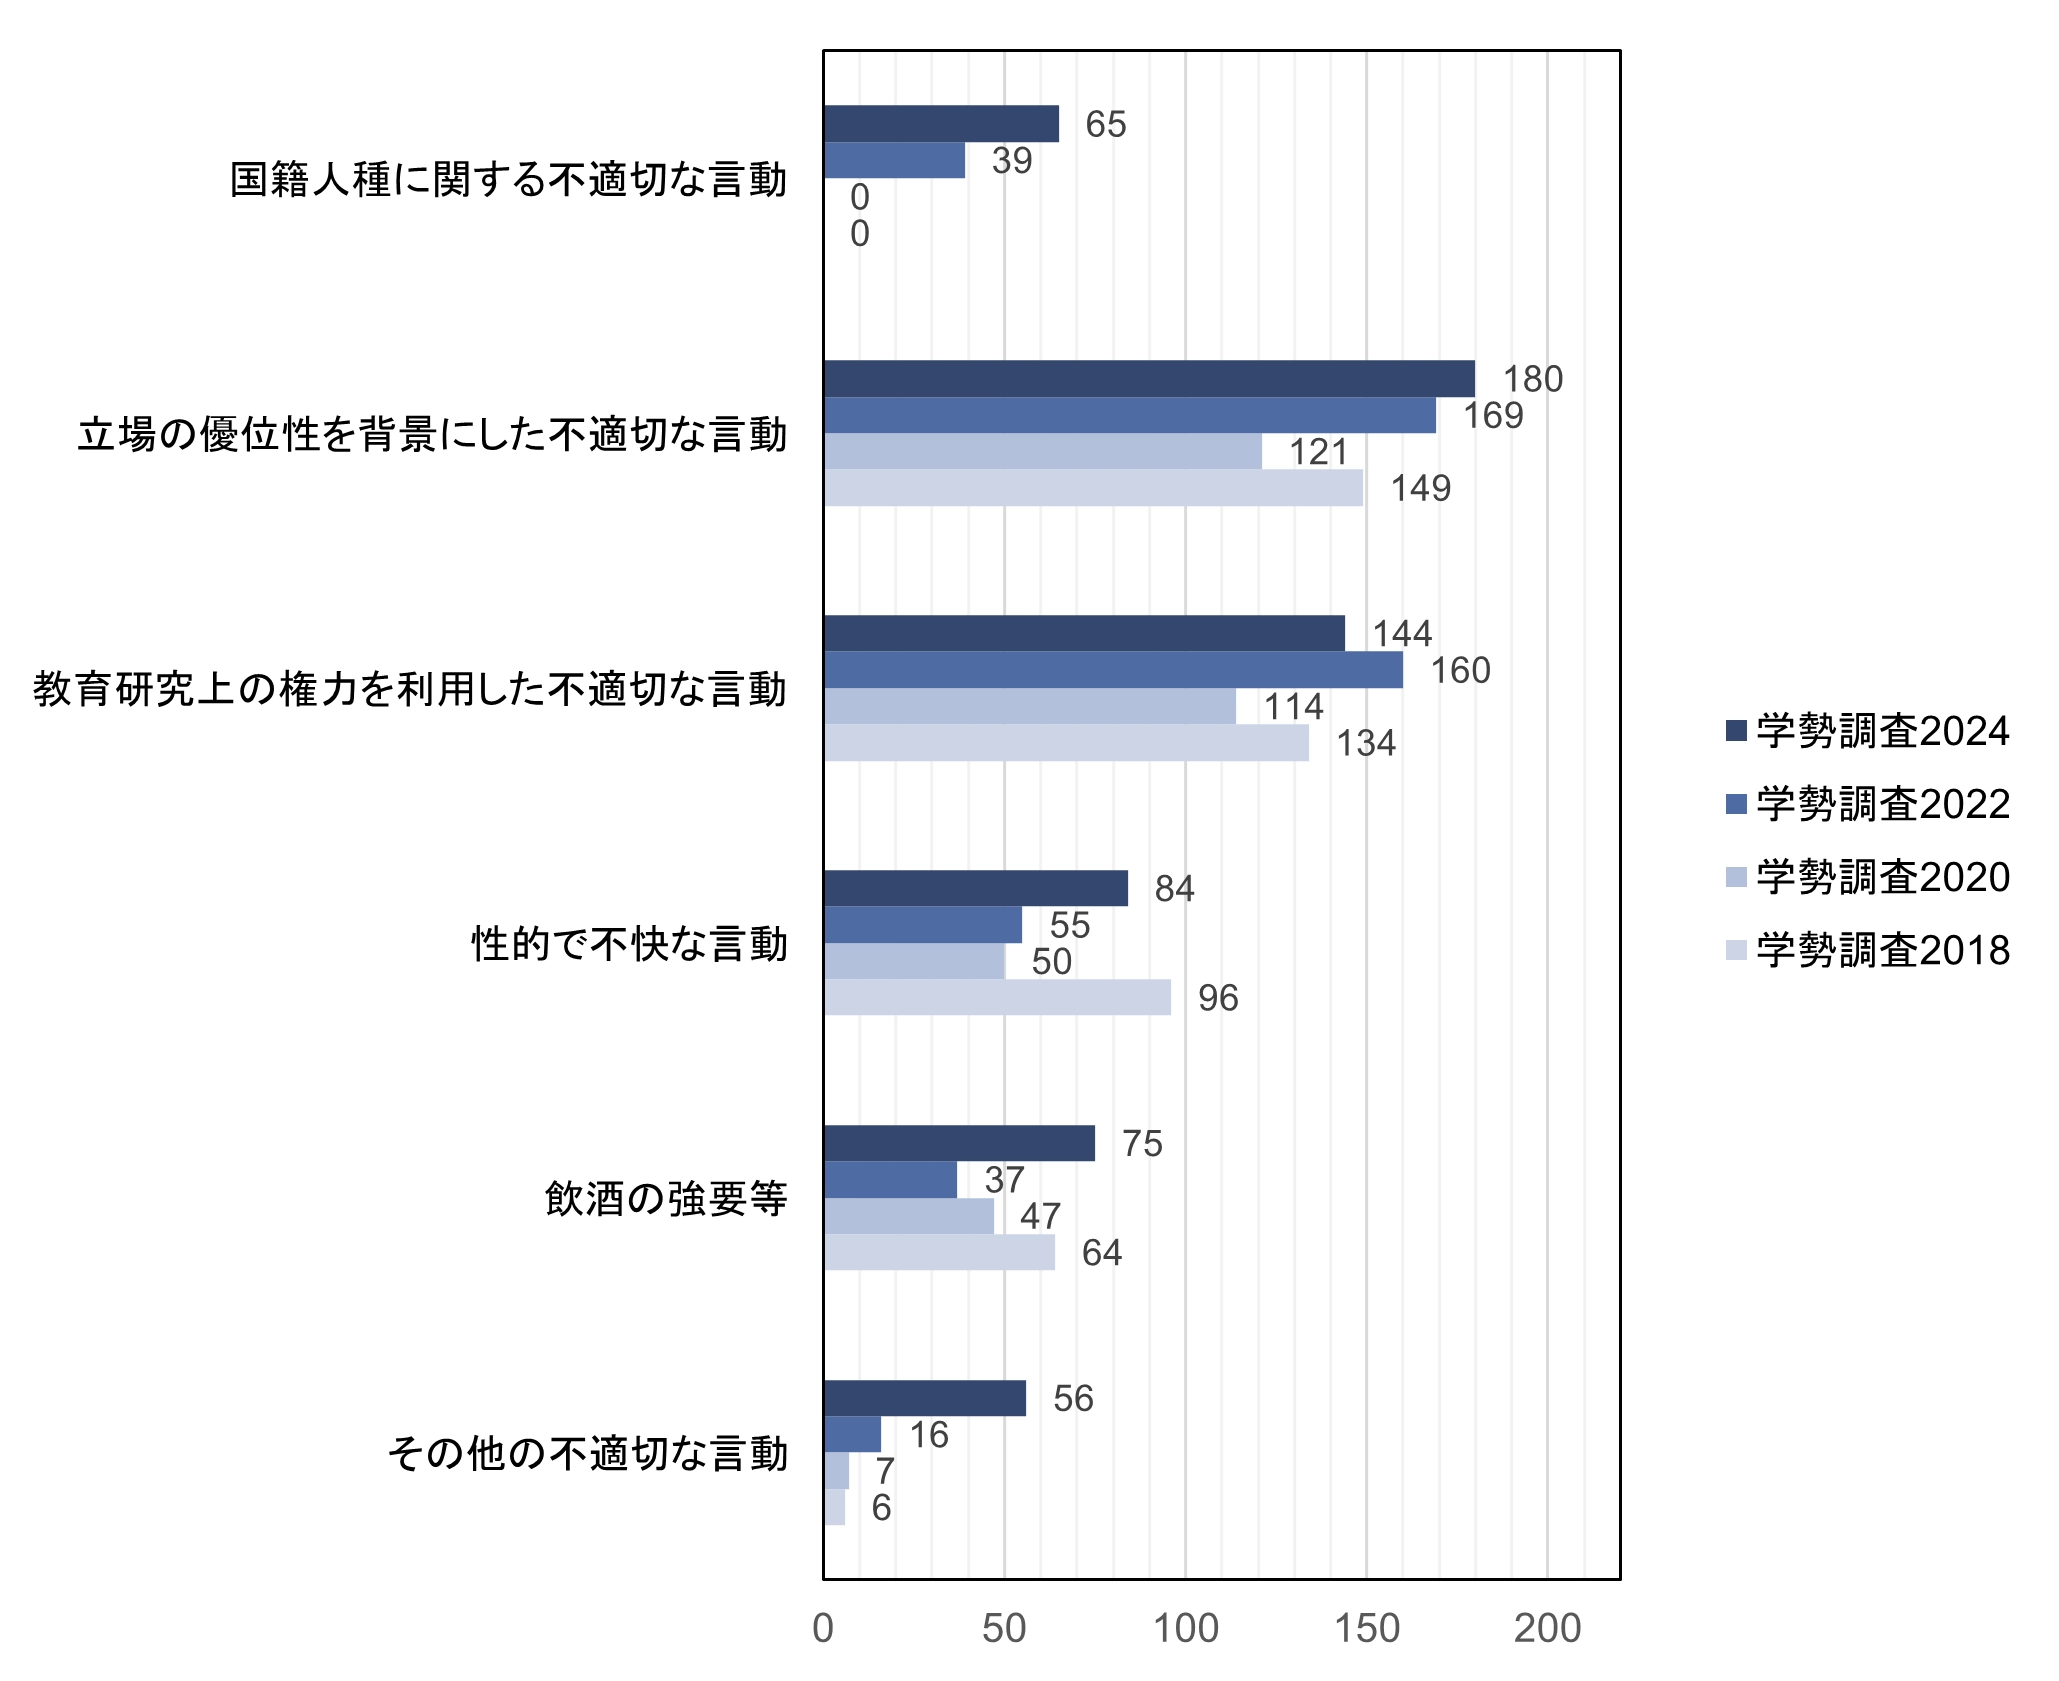 国籍人種に関する不適切な言動
65
39
0
0
立場の優位性を背景にした不適切な言動
180
169
121
149
教育研究上の権力を利用した不適切な言動
144
160
114
134
性的で不快な言動
84
55
50
96
飲酒の強要等
75
37
47
64
その他の不適切な言動
56
16
7
6
0 50 100 150 200
学勢調査2024
学勢調査2022
学勢調査2020
学勢調査2018